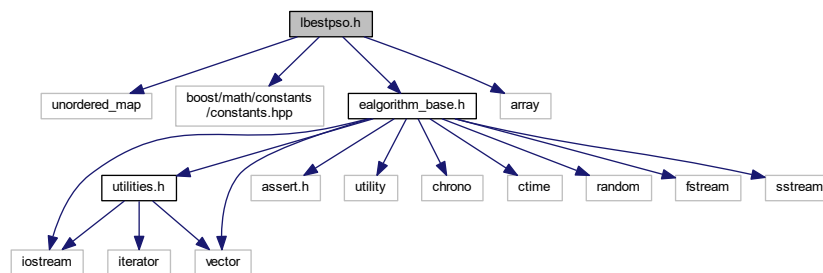 lbestpso.h
unordered_map
boost/math/constants
/constants.hpp
ealgorithm_base.h
array
utilities.h
assert.h
utility
chrono
ctime
random
fstream
sstream
iostream
iterator
vector